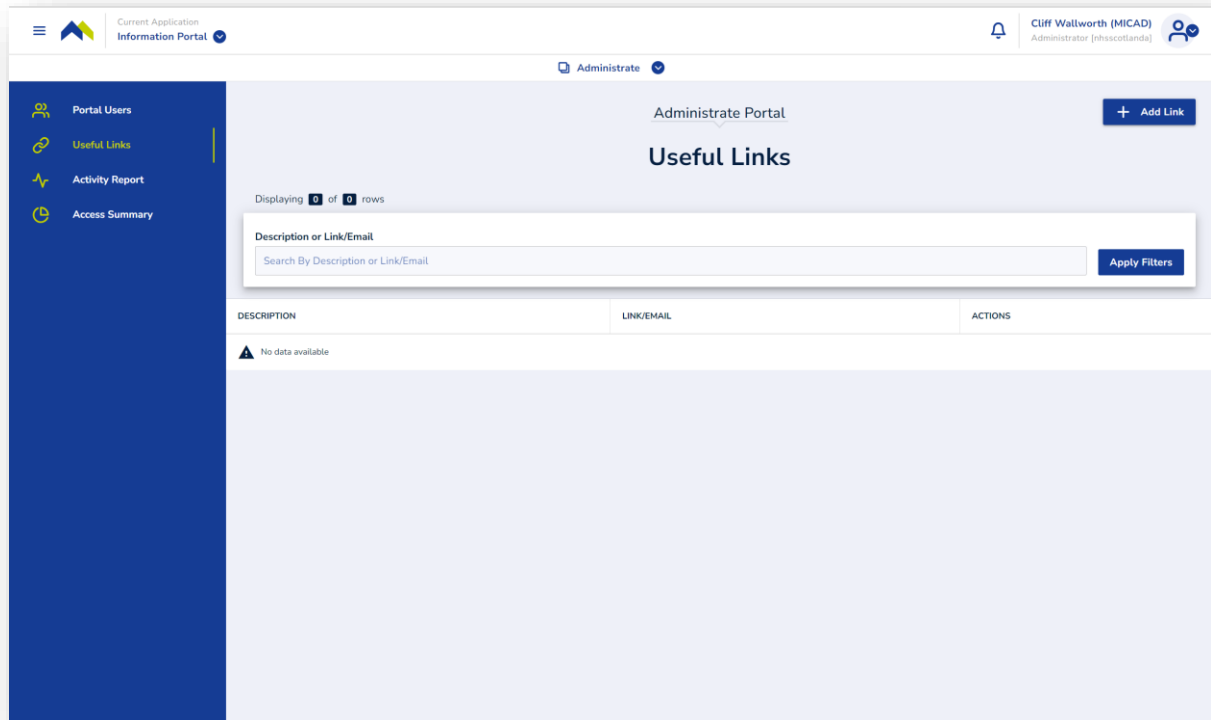 Current Application
Information Portal
Cliff Wallworth (MICAD)
Administrator [nhsscotlanda]
Administrate
Portal Users
Useful Links
Activity Report
Access Summary
Administrate Portal
+ Add Link
Useful Links
Displaying 0 of 0 rows
Description or Link/Email
Search By Description or Link/Email
Apply Filters
DESCRIPTION LINK/EMAIL ACTIONS
No data available